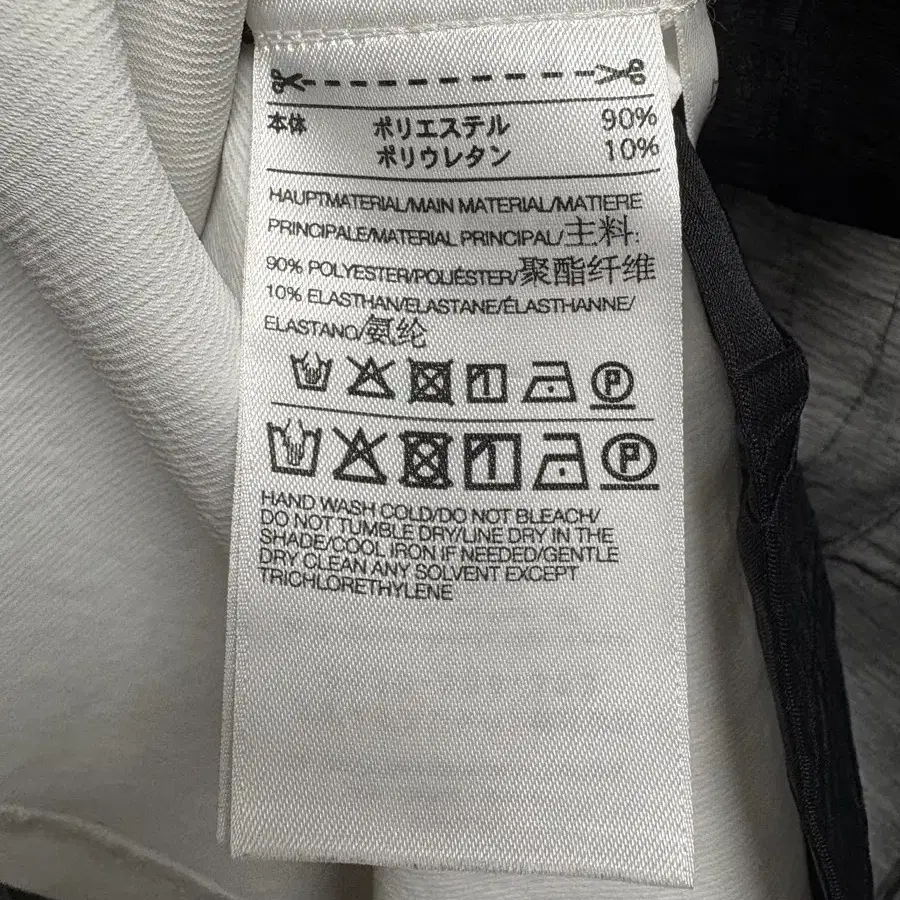 本体 ポリエステル 90%
ポリウレタン 10%
HAUPTMATERIAL/MAIN MATERIAL/MATIERE
PRINCIPALE/MATERIAL PRINCIPAL/主料:
90% POLYESTER/POLIÉSTER/聚酯纤维
10% ELASTHAN/ELASTANE/ÉLASTHANNE/
ELASTANO/氨纶
P
P
HAND WASH COLD/DO NOT BLEACH/
DO NOT TUMBLE DRY/LINE DRY IN THE
SHADE/COOL IRON IF NEEDED/GENTLE
DRY CLEAN ANY SOLVENT EXCEPT
TRICHLORETHYLENE